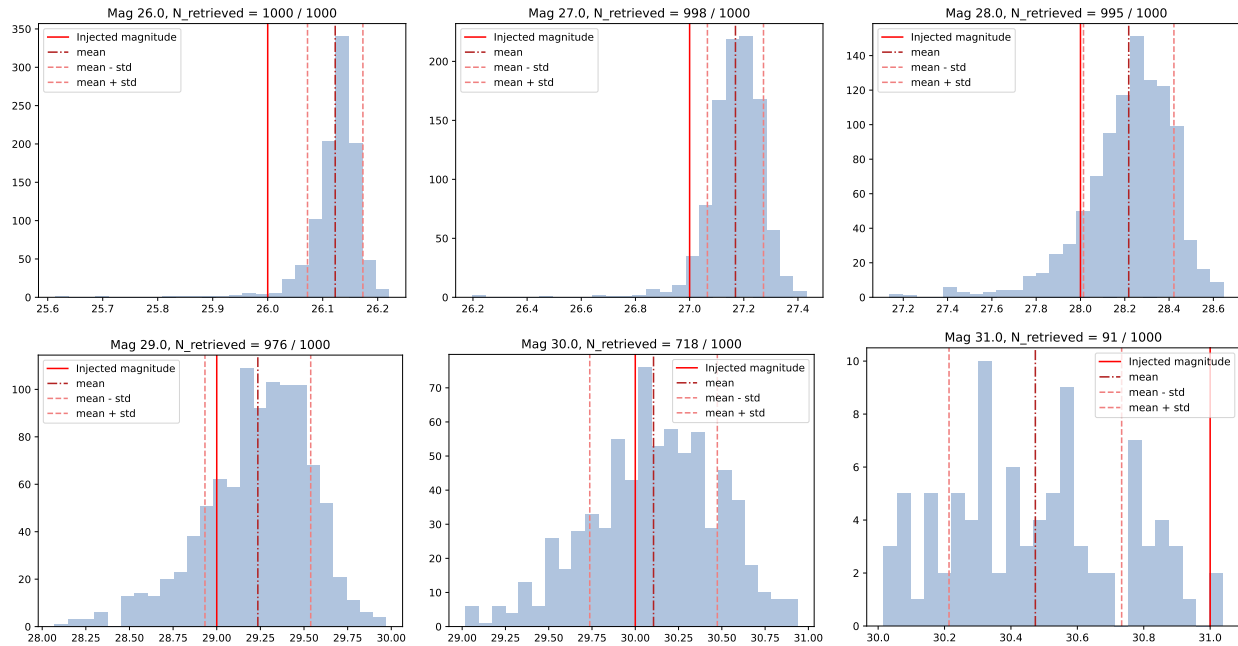 Mag 26.0, N_retrieved = 1000 / 1000
Injected magnitude
mean
mean - std
mean + std
350
300
250
200
150
100
50
0
25.6 25.7 25.8 25.9 26.0 26.1 26.2
Mag 27.0, N_retrieved = 998 / 1000
Injected magnitude
mean
mean - std
mean + std
200
150
100
50
0
26.2 26.4 26.6 26.8 27.0 27.2 27.4
Mag 28.0, N_retrieved = 995 / 1000
Injected magnitude
mean
mean - std
mean + std
140
120
100
80
60
40
20
0
27.2 27.4 27.6 27.8 28.0 28.2 28.4 28.6
Mag 29.0, N_retrieved = 976 / 1000
Injected magnitude
mean
mean - std
mean + std
100
80
60
40
20
0
28.00 28.25 28.50 28.75 29.00 29.25 29.50 29.75 30.00
Mag 30.0, N_retrieved = 718 / 1000
Injected magnitude
mean
mean - std
mean + std
70
60
50
40
30
20
10
0
29.00 29.25 29.50 29.75 30.00 30.25 30.50 30.75 31.00
Mag 31.0, N_retrieved = 91 / 1000
Injected magnitude
mean
mean - std
mean + std
10
8
6
4
2
0
30.0 30.2 30.4 30.6 30.8 31.0